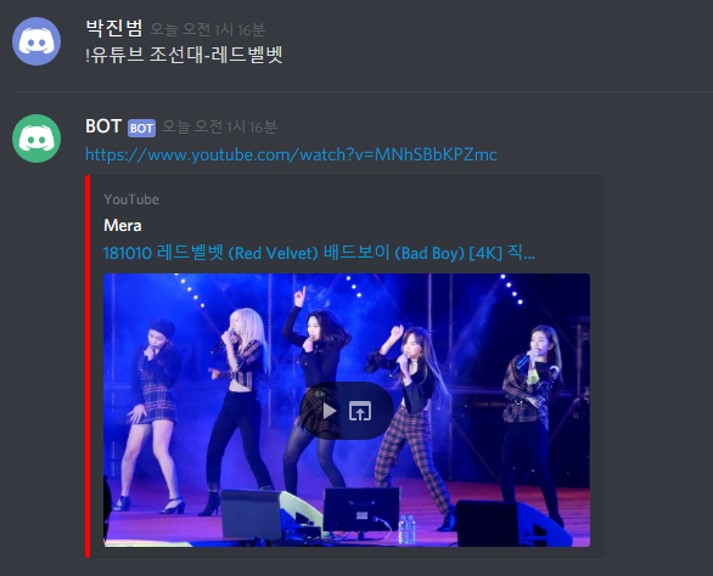 박진범 오늘 오전 1시 16분
!유튜브 조선대-레드벨벳
BOT BOT 오늘 오전 1시 16분
https://www.youtube.com/watch?v=MNhSBbKPZmc
YouTube
Mera
181010 레드벨벳 (Red Velvet) 배드보이 (Bad Boy) [4K] 직...